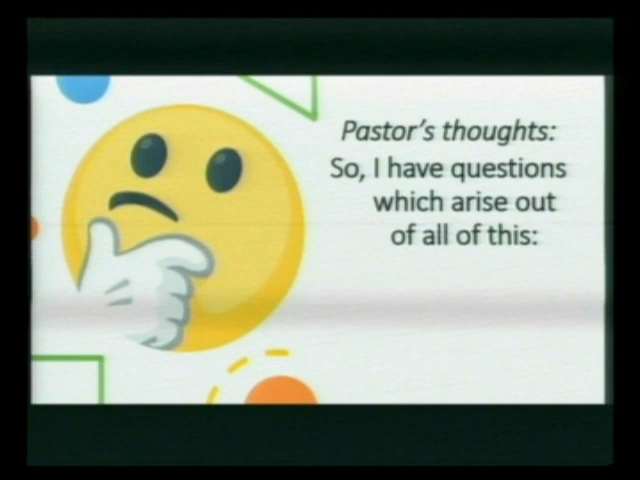 Pastor's thoughts:
So, I have questions
which arise out
of all of this: